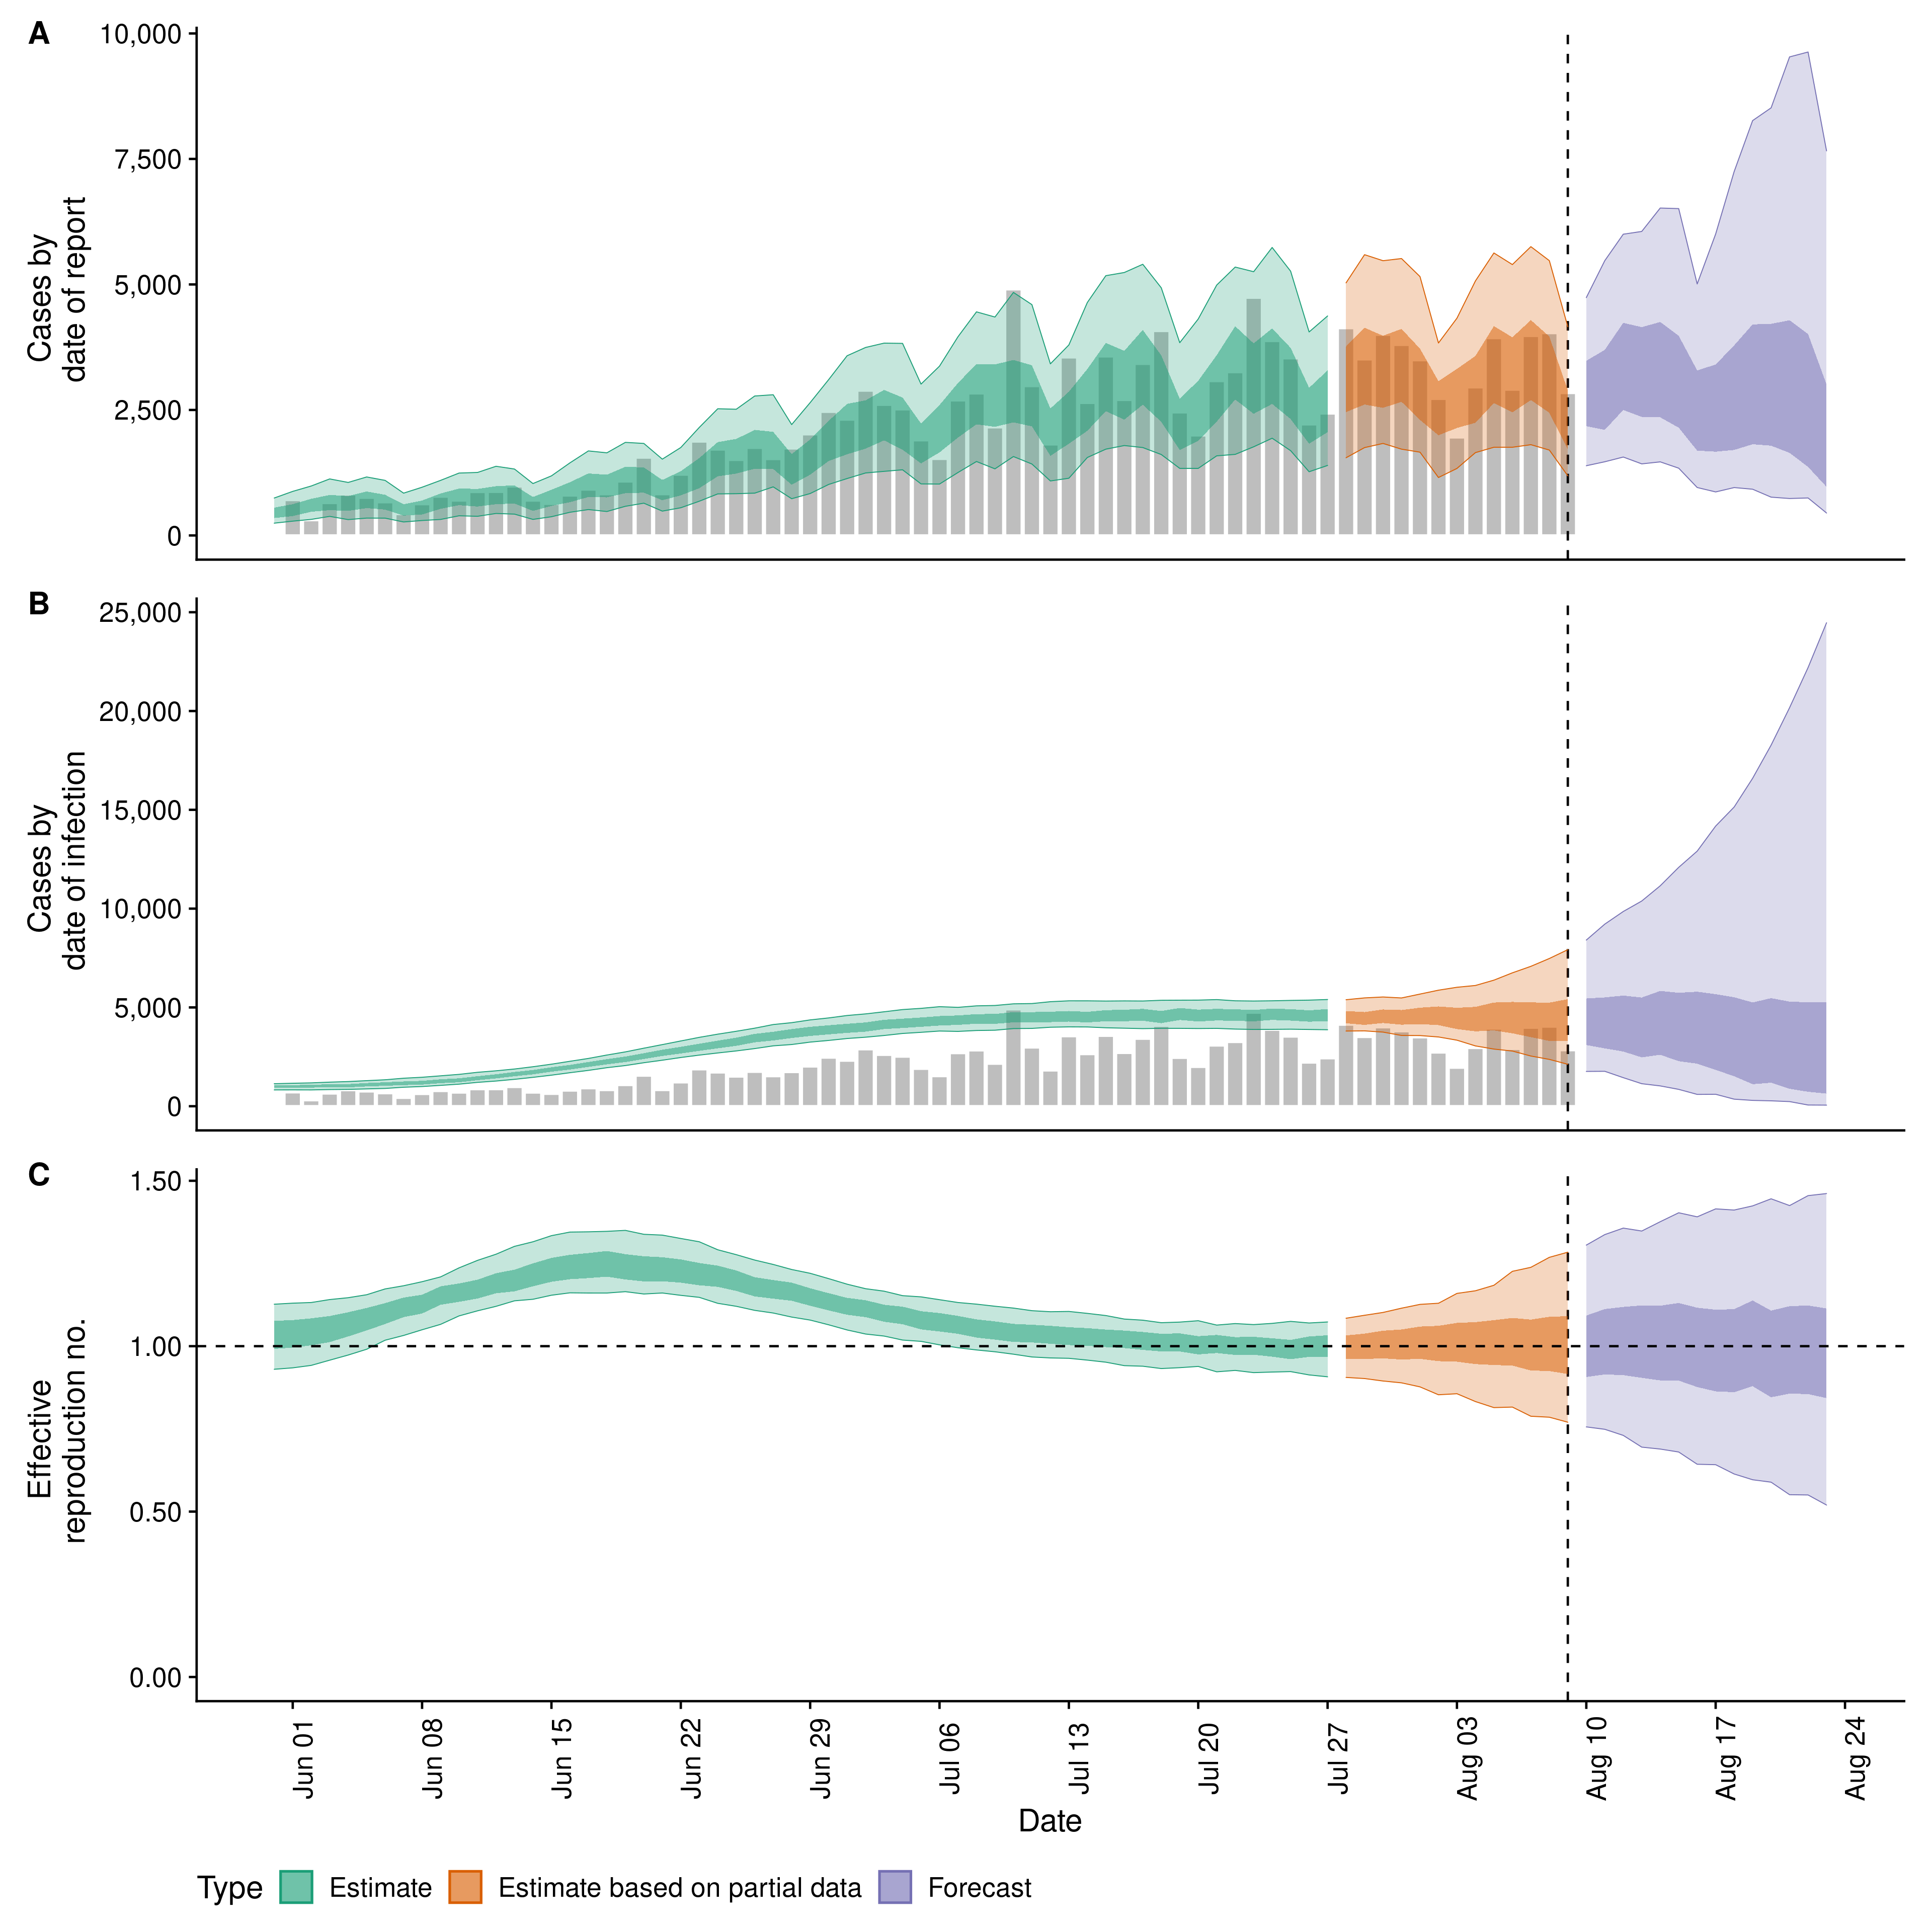 A
10,000
7,500
5,000
2,500
0
Cases by
date of report
B
25,000
20,000
15,000
10,000
5,000
0
Cases by
date of infection
C
1.50
1.00
0.50
0.00
Effective
reproduction no.
Jun 01
Jun 08
Jun 15
Jun 22
Jun 29
Jul 06
Jul 13
Jul 20
Jul 27
Aug 03
Aug 10
Aug 17
Aug 24
Date
Type Estimate Estimate based on partial data Forecast